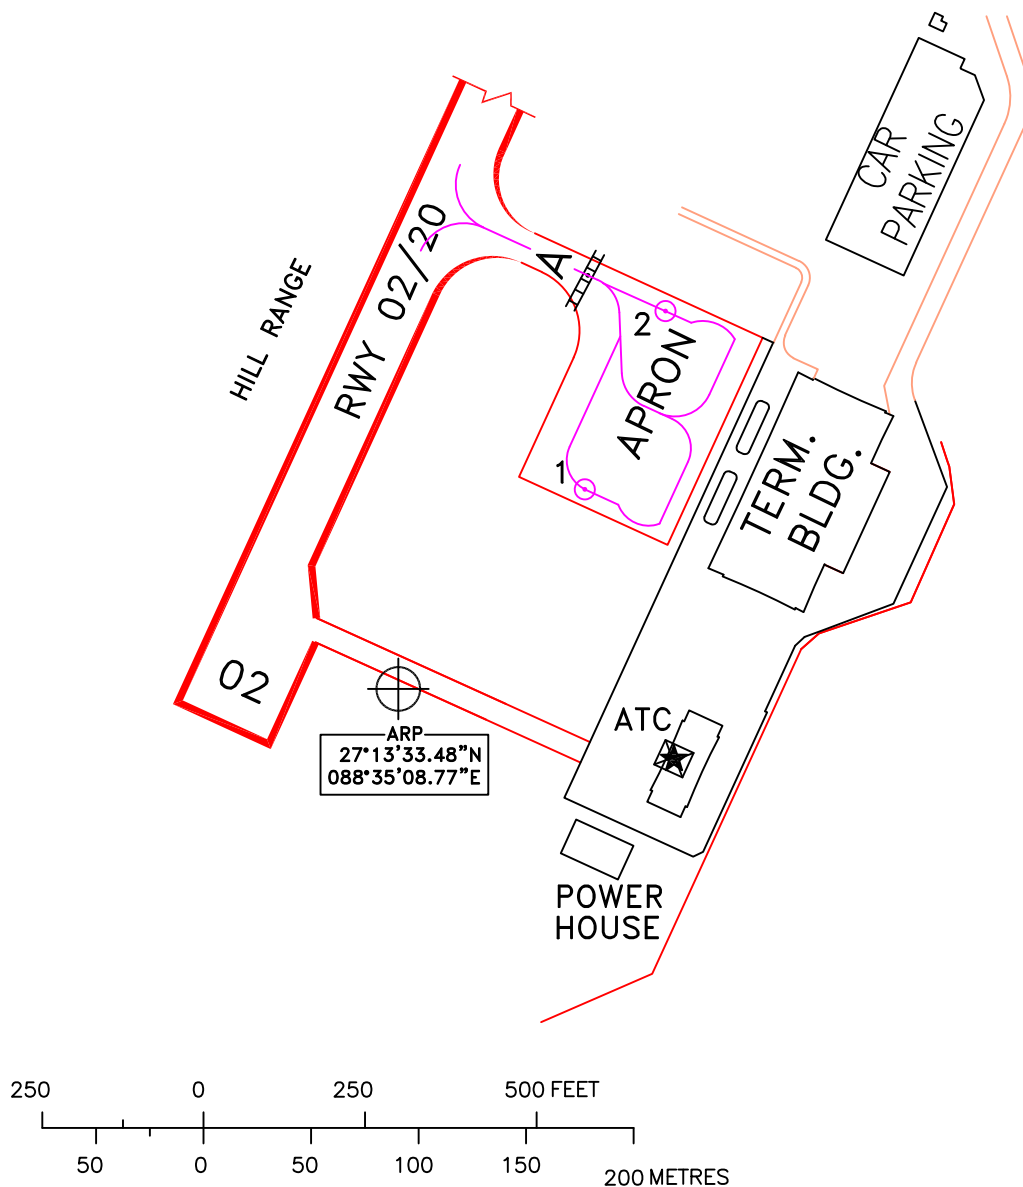 CAR
PARKING
RWY 02/20
HILL RANGE
A
2
APRON
1
TERM.
BLDG.
02
ATC
ARP
27°13'33.48"N
088°35'08.77"E
POWER
HOUSE
250 0 250 500 FEET
50 0 50 100 150 200 METRES